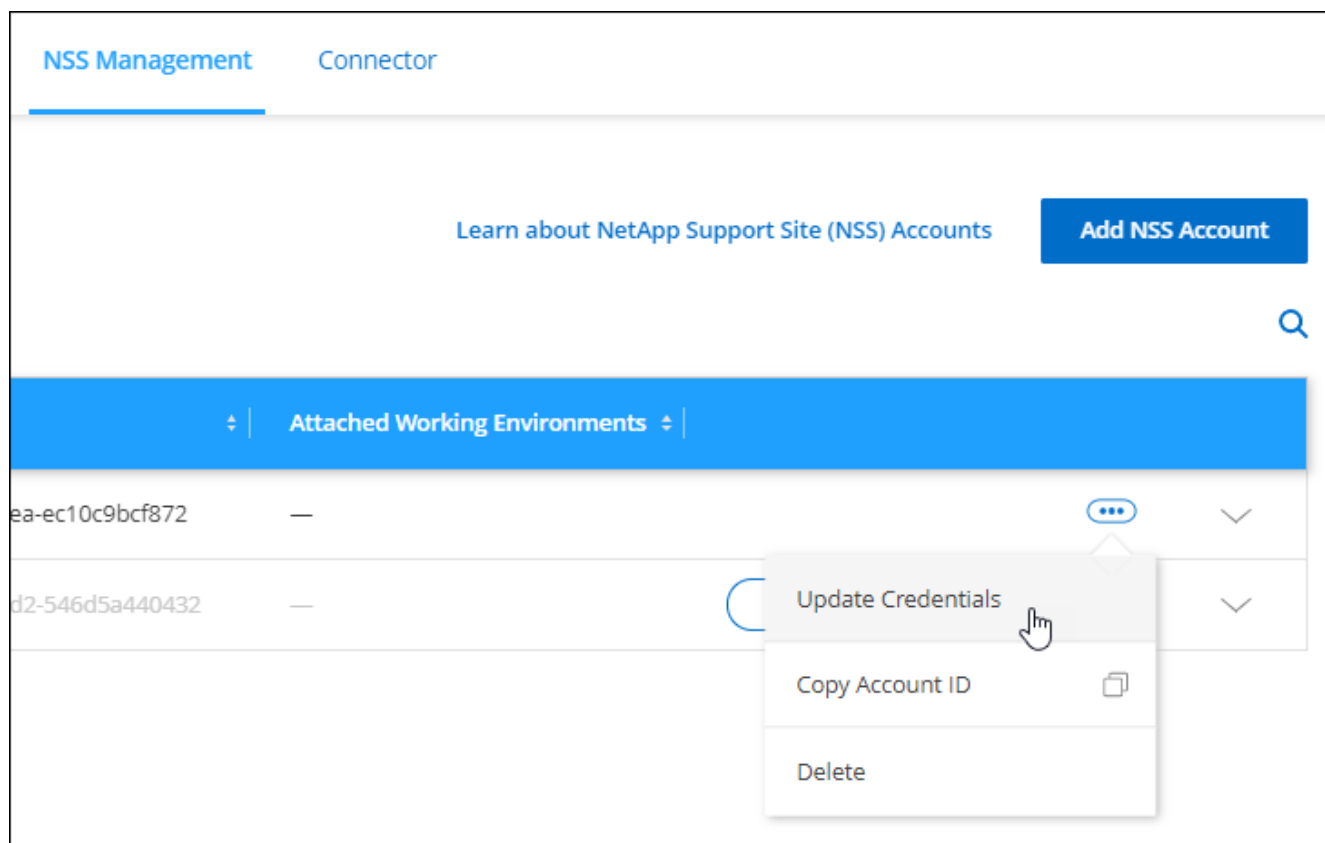 NSS Management Connector
Learn about NetApp Support Site (NSS) Accounts Add NSS Account
Attached Working Environments
ea-ec10c9bcf872 —
d2-546d5a440432 —
Update Credentials
Copy Account ID
Delete